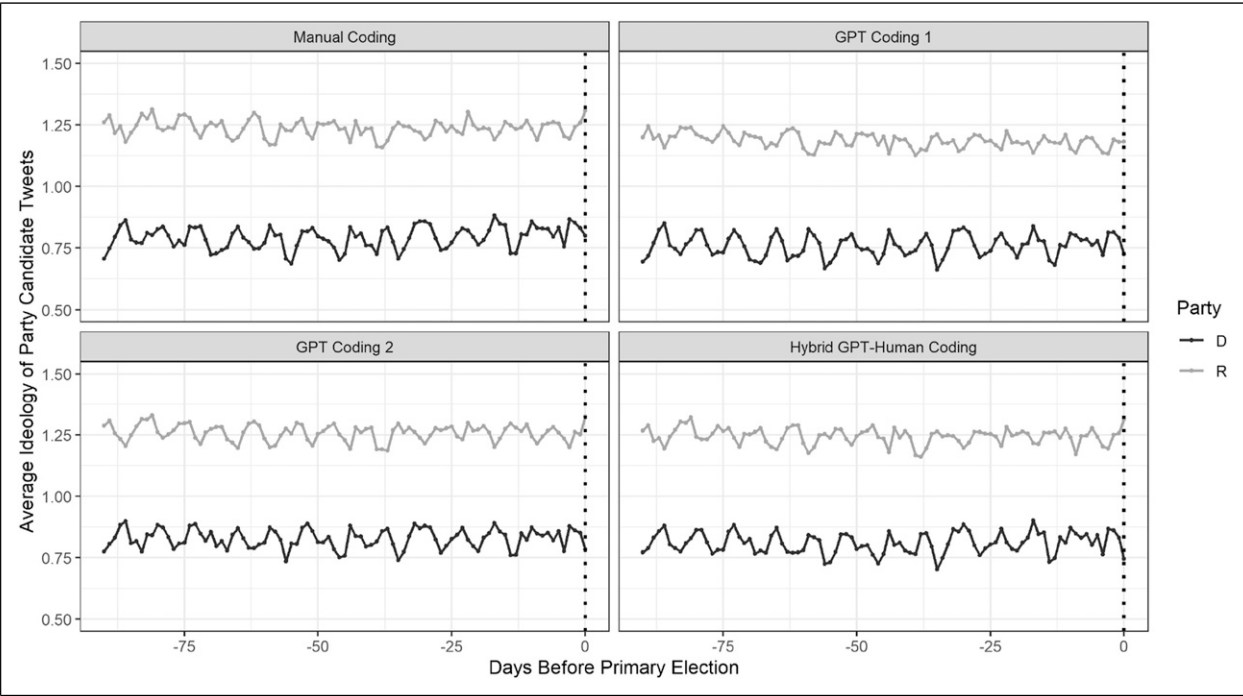 Manual Coding
GPT Coding 1
1.50
1.25
1.00
0.75
0.50
GPT Coding 2
Hybrid GPT-Human Coding
1.50
1.25
1.00
0.75
0.50
-75
-50
-25
0
-75
-50
-25
0
Days Before Primary Election
Average Ideology of Party Candidate Tweets
Party
D
R